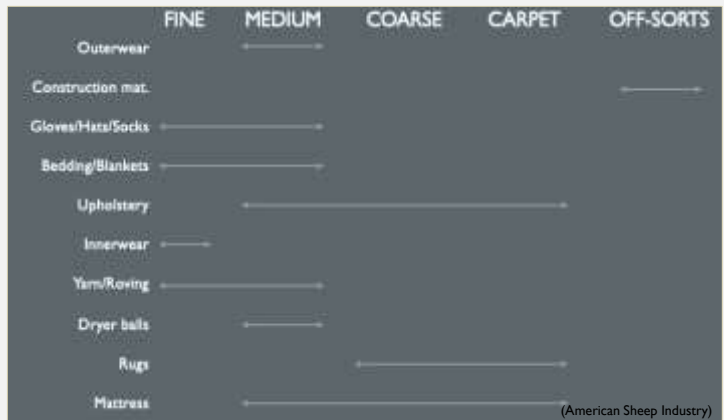 FINE MEDIUM COARSE CARPET OFF-SORTS
Outerwear
Construction mat.
Gloves/Hats/Socks
Bedding/Blankets
Upholstery
Innerwear
Yarn/Roving
Dryer balls
Rugs
Mattress
(American Sheep Industry)